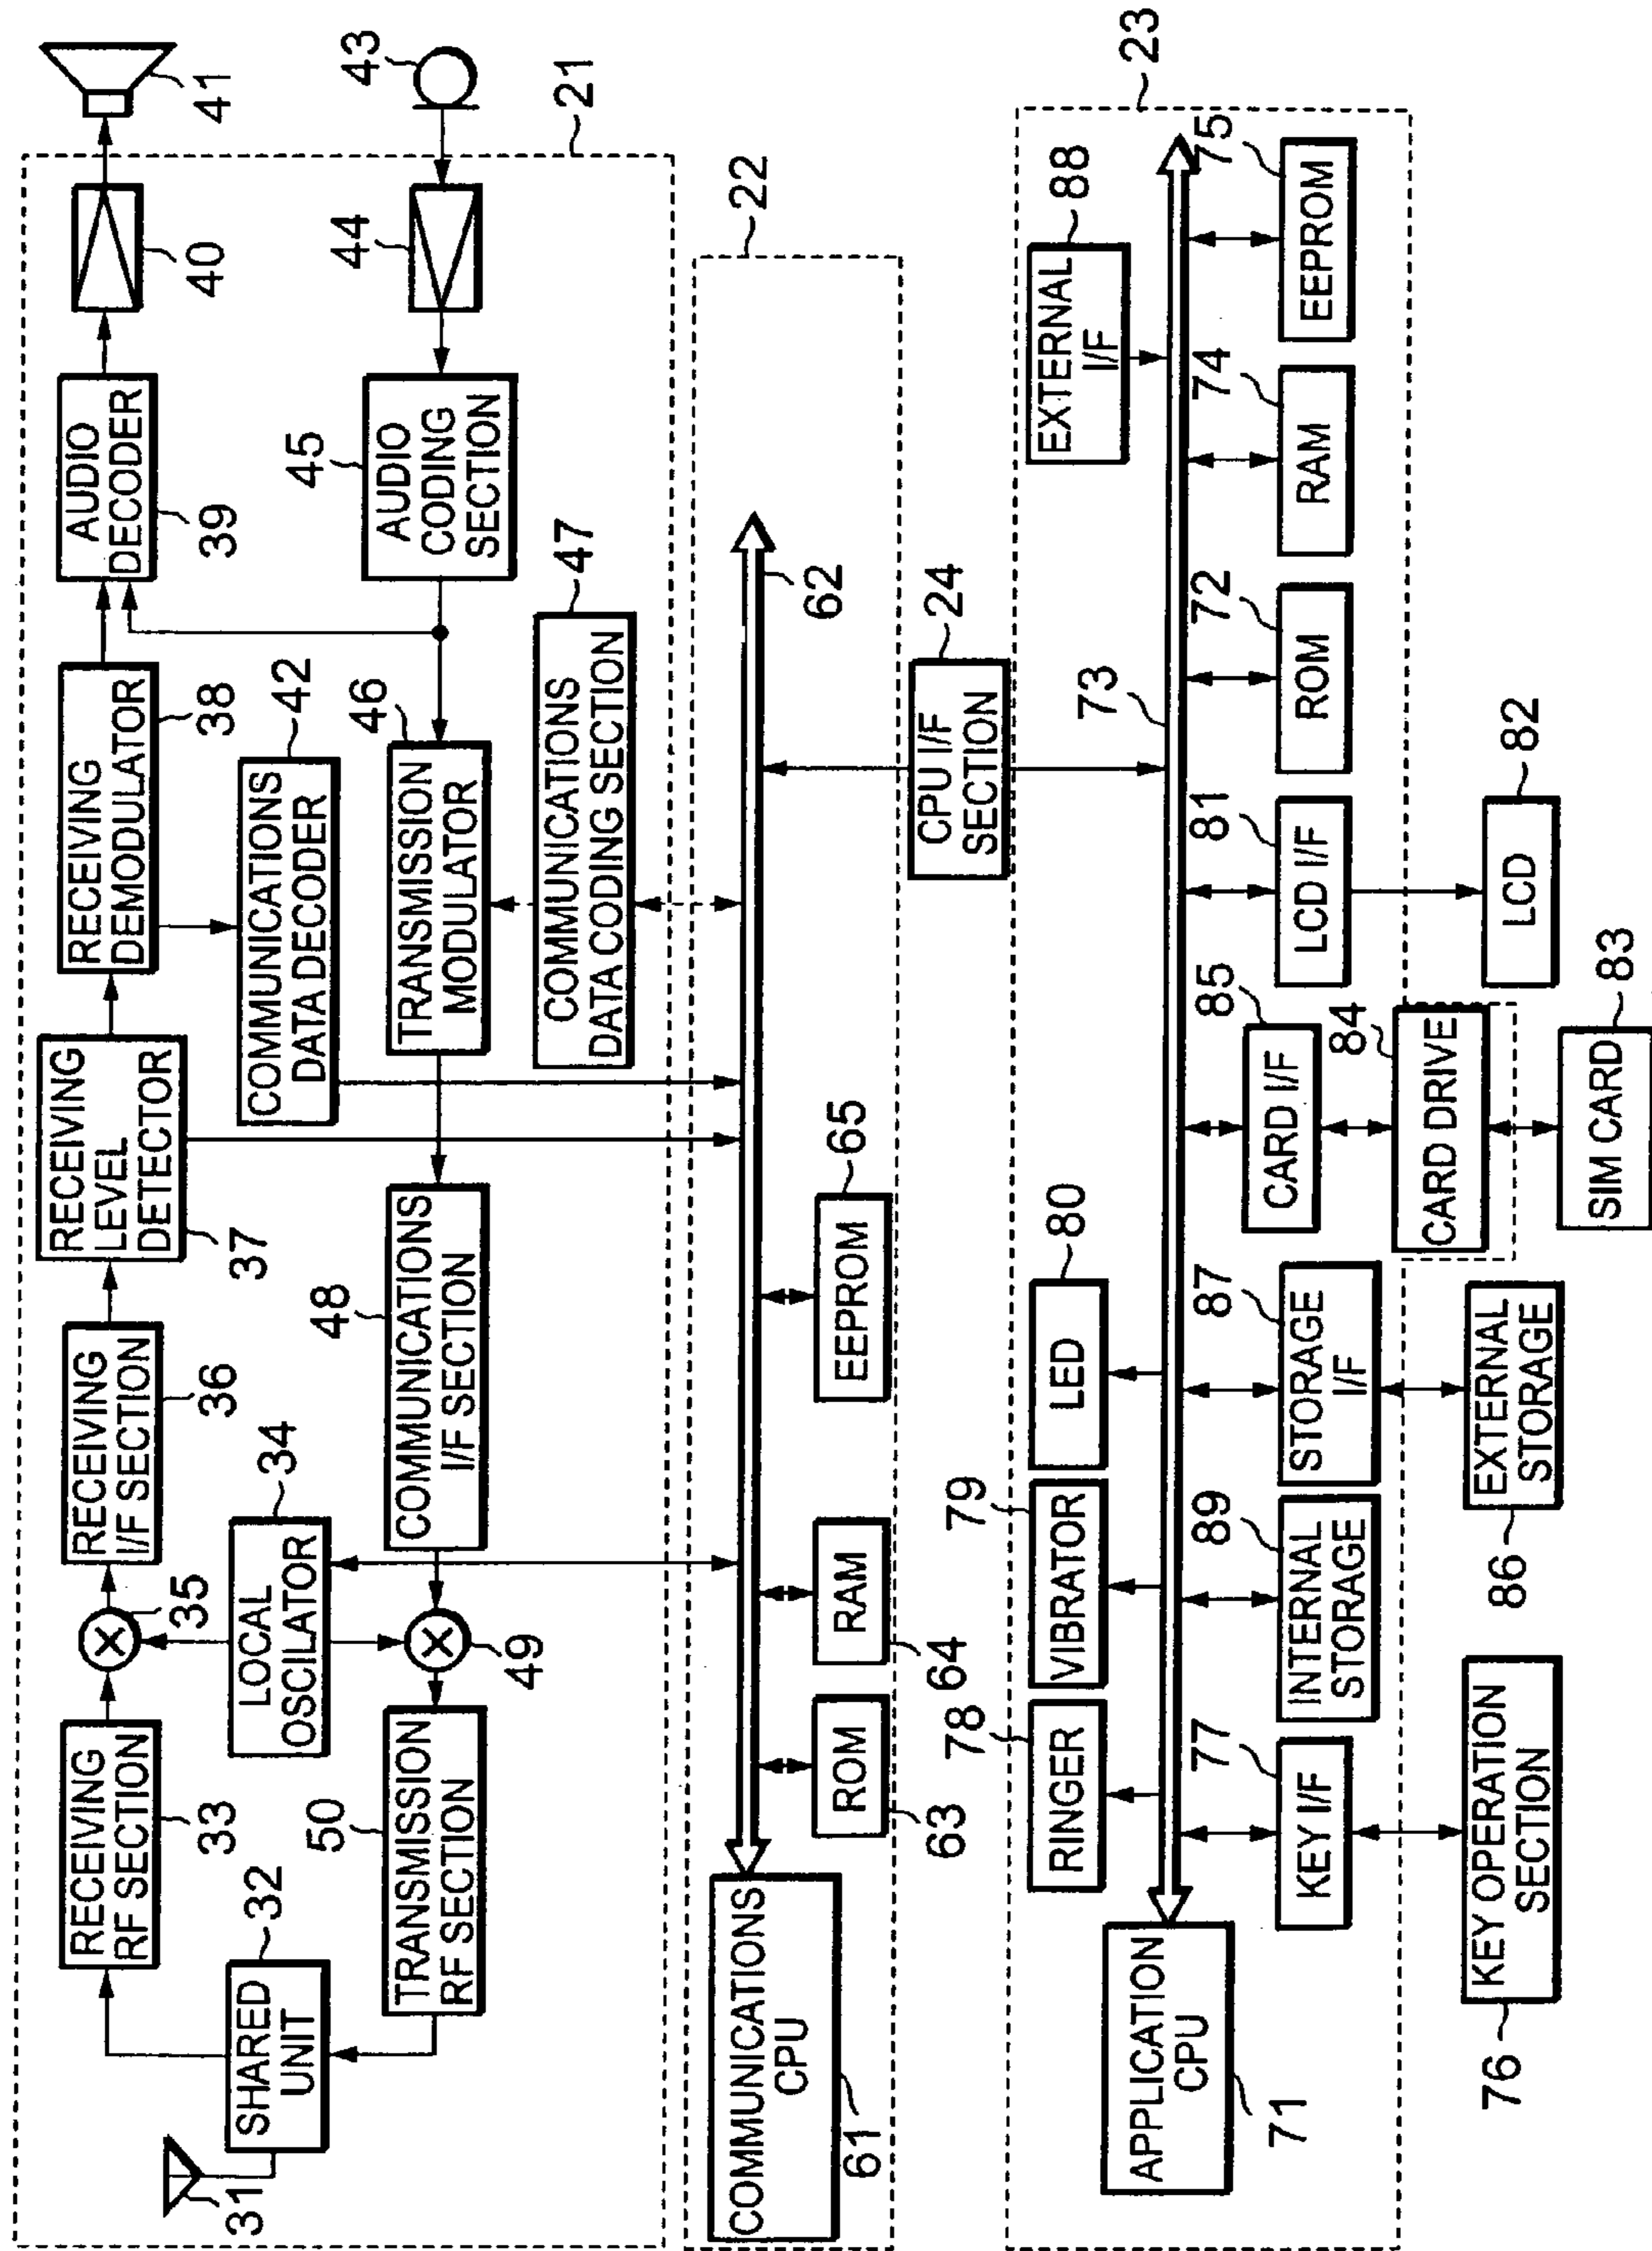 41
43
21
40
44
AUDIO
DECODER
39
45
AUDIO
CODING
SECTION
47
RECEIVING
DEMODULATOR
38
42
COMMUNICATIONS
DATA DECODER
46
TRANSMISSION
MODULATOR
COMMUNICATIONS
DATA CODING SECTION
RECEIVING
LEVEL
DETECTOR
37
RECEIVING
I/F SECTION
36
48
COMMUNICATIONS
I/F SECTION
35
34
LOCAL
OSCILATOR
49
RECEIVING
RF SECTION
33
50
TRANSMISSION
RF SECTION
32
SHARED
UNIT
31
22
62
24
CPU I/F
SECTION
65
EEPROM
RAM
64
ROM
63
COMMUNICATIONS
CPU
61
23
88
EXTERNAL
I/F
75
EEPROM
74
RAM
72
ROM
73
81
LCD I/F
82
LCD
85
CARD I/F
84
CARD DRIVE
83
SIM CARD
80
LED
87
STORAGE
I/F
EXTERNAL
STORAGE
86
79
VIBRATOR
89
INTERNAL
STORAGE
78
RINGER
77
KEY I/F
KEY OPERATION
SECTION
76
APPLICATION
CPU
71